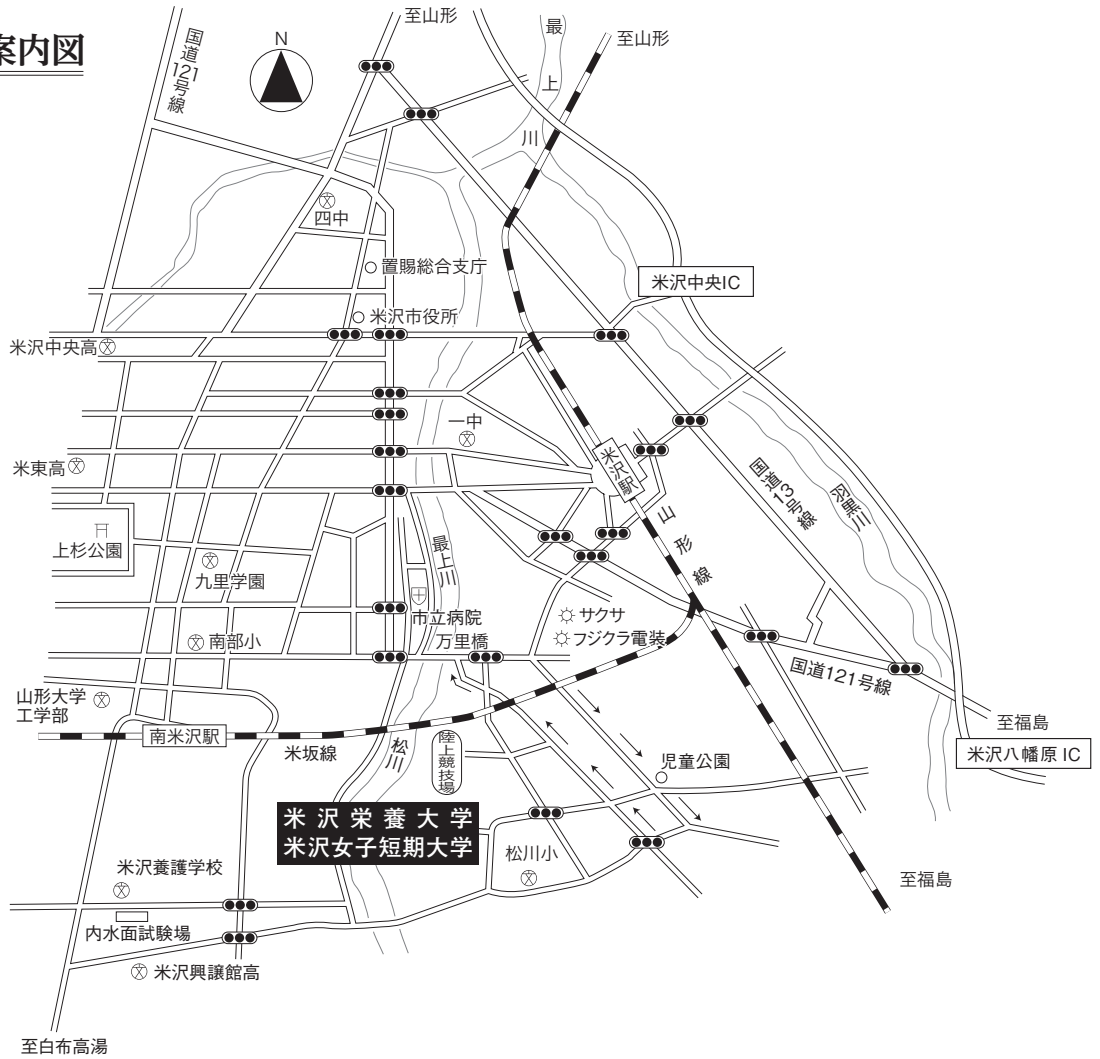 案内図
至山形
最上川
至山形
国道121号線
N
四中
置賜総合支庁
米沢中央IC
米沢市役所
米沢中央高
一中
米東高
米沢駅
国道13号線
羽黒川
山形線
上杉公園
最上川
九里学園
市立病院
サクサ
万里橋
フジクラ電装
南部小
国道121号線
山形大学
工学部
至福島
南米沢駅
米坂線
松川
陸上競技場
児童公園
米沢八幡原 IC
米沢栄養大学
米沢女子短期大学
松川小
米沢養護学校
至福島
内水面試験場
米沢興譲館高
至白布高湯